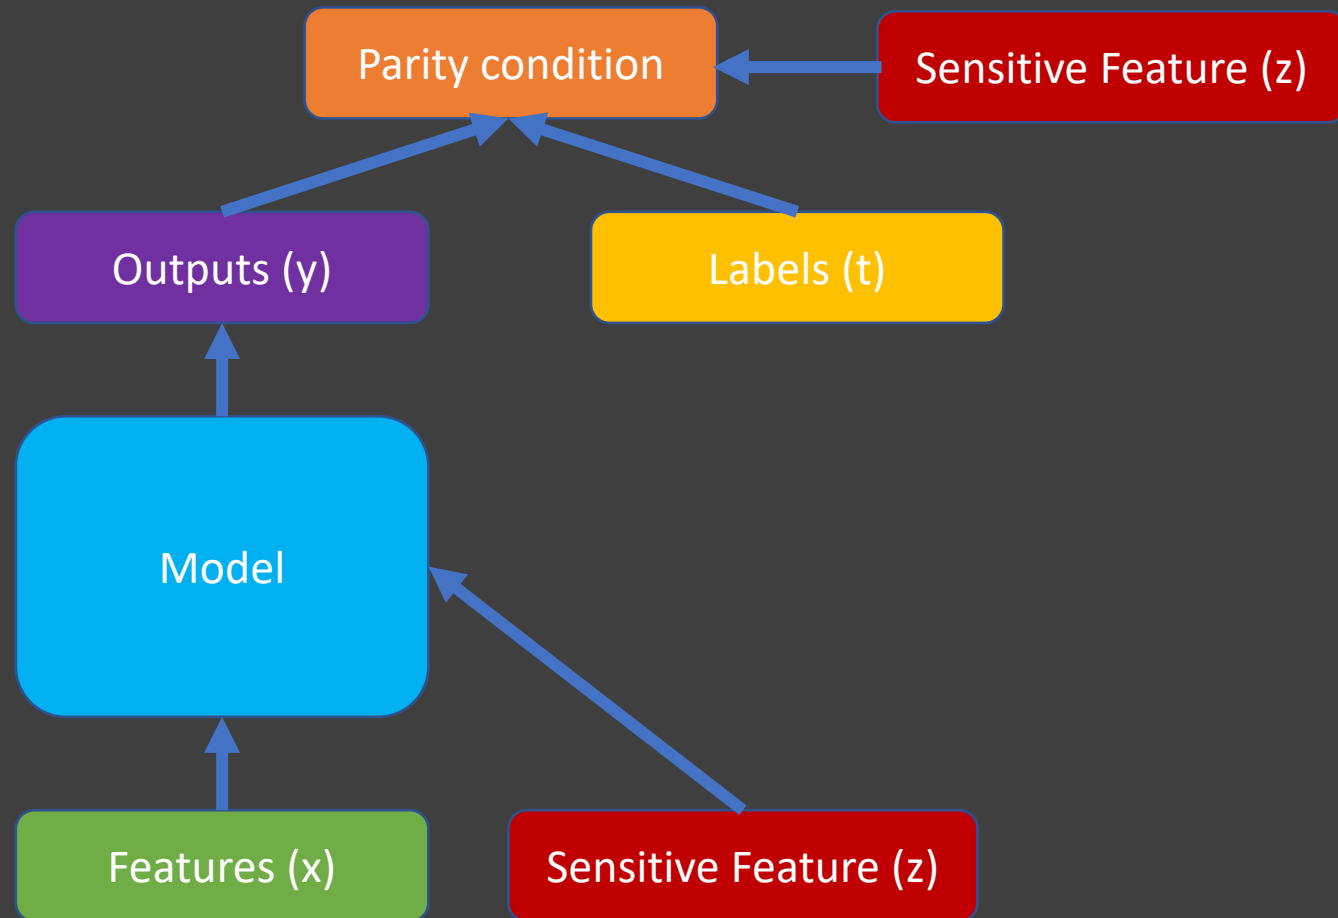 Parity condition
Sensitive Feature (z)
Outputs (y)
Labels (t)
Model
Features (x)
Sensitive Feature (z)